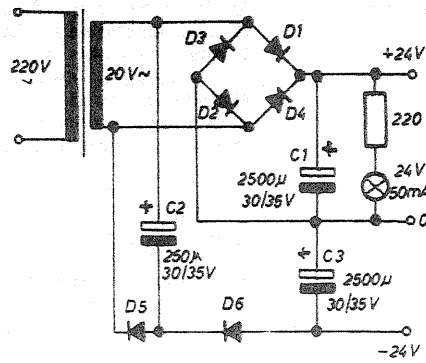 D3
D1
+24V
220V
~
20V~
D2
D4
220
C1
+
24V
50mA
2500µ
30/35V
0
+
C2
+
C3
250µ
30/35V
2500µ
30/35V
D5
D6
-24V